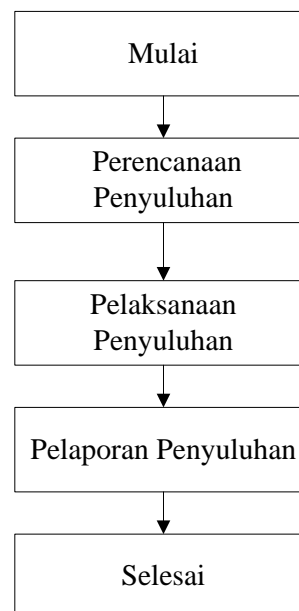 Mulai
Perencanaan
Penyuluhan
Pelaksanaan
Penyuluhan
Pelaporan Penyuluhan
Selesai